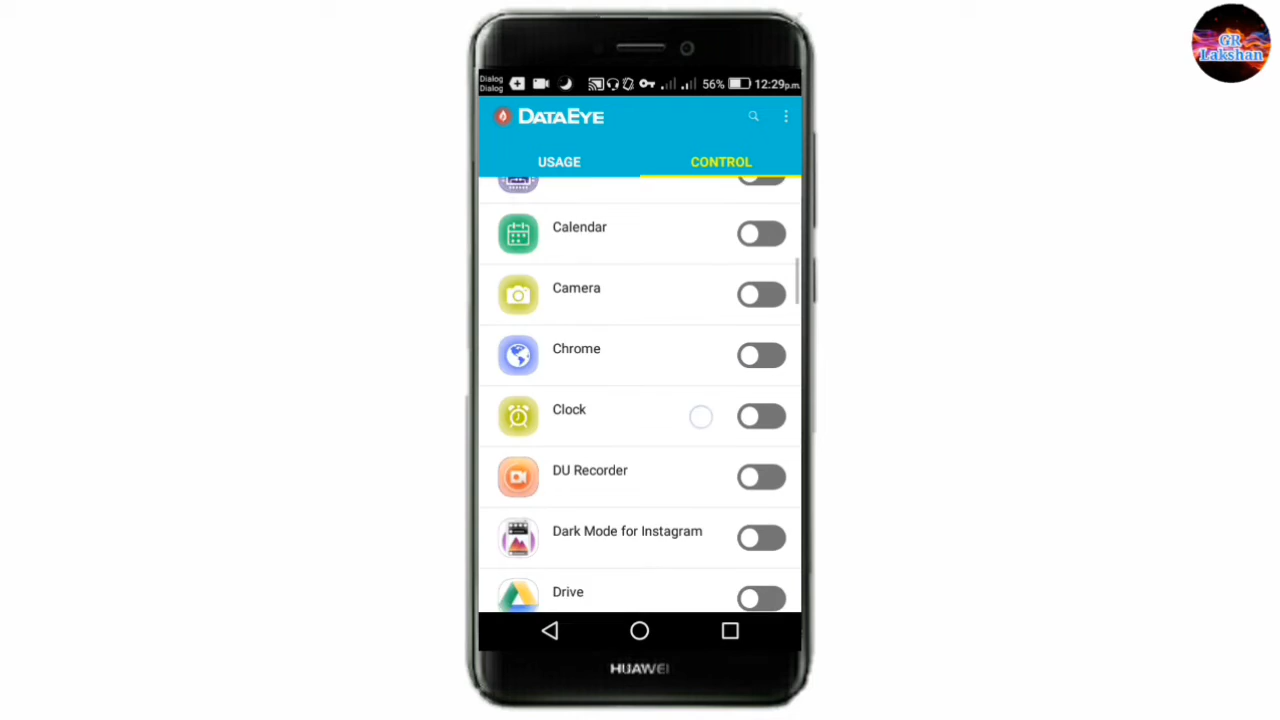 GR
Lakshan
Dialog
Dialog
56%
12:29p.m.
DATAEYE
USAGE
CONTROL
Calendar
Camera
Chrome
Clock
DU Recorder
Dark Mode for Instagram
Drive
HUAWEI